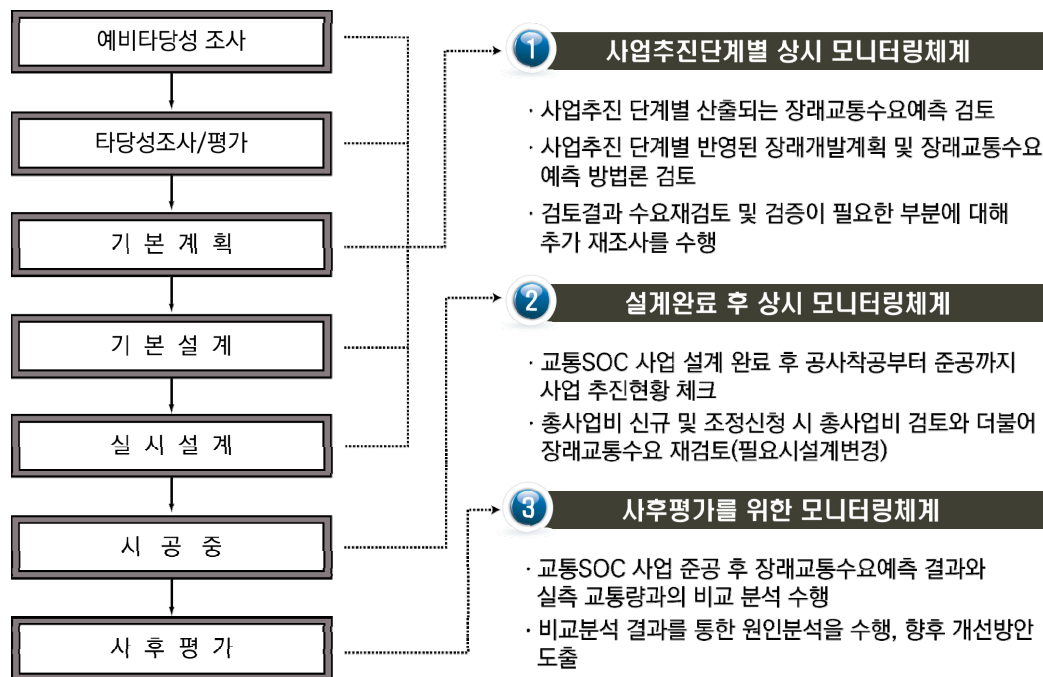 예비타당성 조사
타당성조사/평가
기 본 계 획
기 본 설 계
실 시 설 계
시 공 중
사 후 평 가
1 사업추진단계별 상시 모니터링체계
· 사업추진 단계별 산출되는 장래교통수요예측 검토
· 사업추진 단계별 반영된 장래개발계획 및 장래교통수요
예측 방법론 검토
· 검토결과 수요재검토 및 검증이 필요한 부분에 대해
추가 재조사를 수행
2 설계완료 후 상시 모니터링체계
· 교통SOC 사업 설계 완료 후 공사착공부터 준공까지
사업 추진현황 체크
· 총사업비 신규 및 조정신청 시 총사업비 검토와 더불어
장래교통수요 재검토(필요시설계변경)
3 사후평가를 위한 모니터링체계
· 교통SOC 사업 준공 후 장래교통수요예측 결과와
실측 교통량과의 비교 분석 수행
· 비교분석 결과를 통한 원인분석을 수행, 향후 개선방안
도출